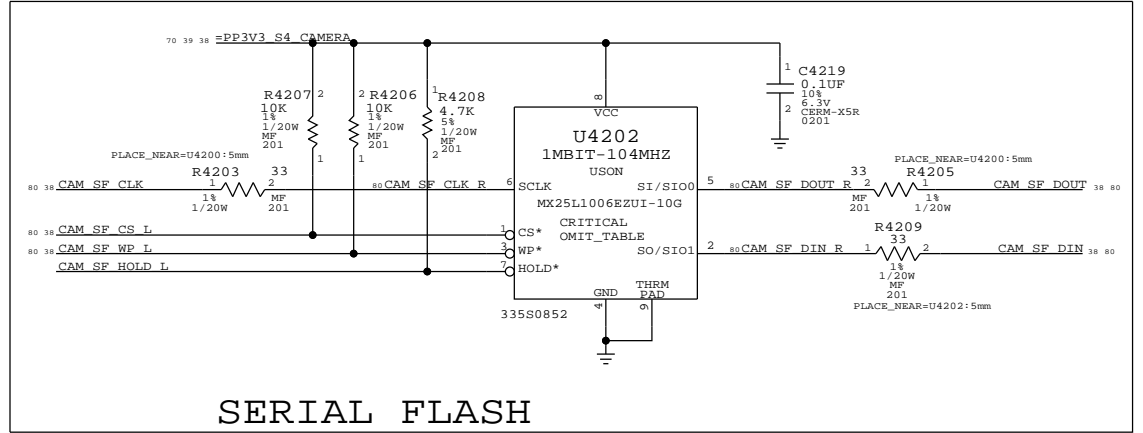 70 39 38 =PP3V3_S4_CAMERA
R4207 2
10K
1%
1/20W
MF
201
1
2 R4206
10K
1%
1/20W
MF
201
1
1 R4208
4.7K
5%
1/20W
MF
2 201
1 C4219
0.1UF
10%
6.3V
2 CERM-X5R
0201
8
VCC
U4202
1MBIT-104MHZ
USON
MX25L1006EZUI-10G
CRITICAL
OMIT_TABLE
PLACE_NEAR=U4200:5mm
R4203 33
80 38 CAM_SF_CLK 1 2 80 CAM_SF_CLK_R 6 SCLK
1%
1/20W
MF
201
80 38 CAM_SF_CS_L 1 CS*
80 38 CAM_SF_WP_L 3 WP*
CAM_SF_HOLD_L 7 HOLD*
PLACE_NEAR=U4200:5mm
33 R4205
SI/SIO0 5 80 CAM_SF_DOUT_R 2 1 CAM_SF_DOUT 38 80
MF
201
1%
1/20W
R4209
33
SO/SIO1 2 80 CAM_SF_DIN_R 1 2 CAM_SF_DIN 38 80
1%
1/20W
MF
201
PLACE_NEAR=U4202:5mm
GND
THRM
PAD
4
9
335S0852
SERIAL FLASH